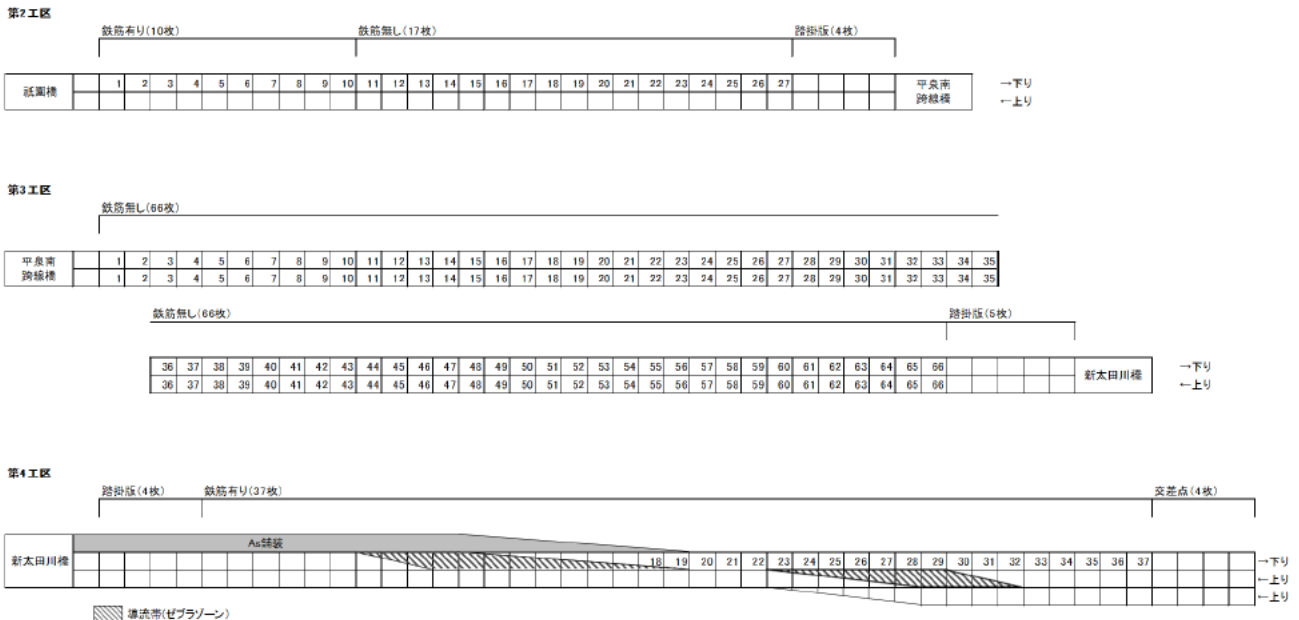 第2工区
鉄筋有り(10枚) 鉄筋無し(17枚) 踏掛版(4枚)
祇園橋 1 2 3 4 5 6 7 8 9 10 11 12 13 14 15 16 17 18 19 20 21 22 23 24 25 26 27 平泉南 →下り
跨線橋 ←上り
第3工区
鉄筋無し(66枚)
平泉南 1 2 3 4 5 6 7 8 9 10 11 12 13 14 15 16 17 18 19 20 21 22 23 24 25 26 27 28 29 30 31 32 33 34 35
跨線橋 1 2 3 4 5 6 7 8 9 10 11 12 13 14 15 16 17 18 19 20 21 22 23 24 25 26 27 28 29 30 31 32 33 34 35
鉄筋無し(66枚) 踏掛版(5枚)
36 37 38 39 40 41 42 43 44 45 46 47 48 49 50 51 52 53 54 55 56 57 58 59 60 61 62 63 64 65 66 新太田川橋 →下り
36 37 38 39 40 41 42 43 44 45 46 47 48 49 50 51 52 53 54 55 56 57 58 59 60 61 62 63 64 65 66 ←上り
第4工区
踏掛版(4枚) 鉄筋有り(37枚) 交差点(4枚)
As舗装
新太田川橋 18 19 20 21 22 23 24 25 26 27 28 29 30 31 32 33 34 35 36 37 →下り
←上り
←上り
導流帯(ゼブラゾーン)